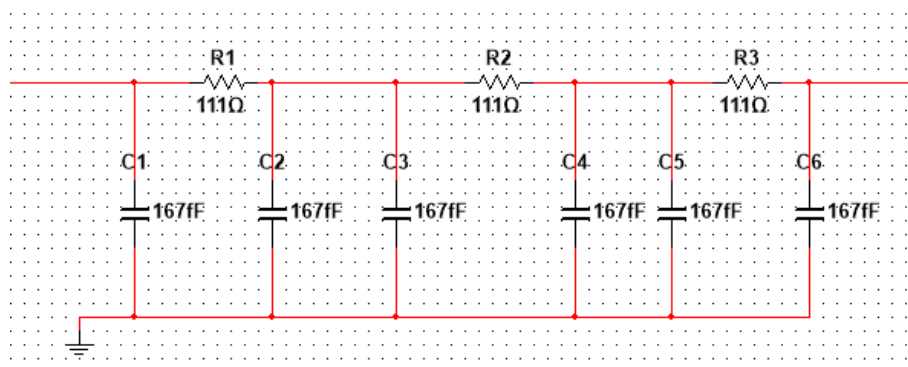 R1 R2 R3
111Ω 111Ω 111Ω
C1 C2 C3 C4 C5 C6
167fF 167fF 167fF 167fF 167fF 167fF